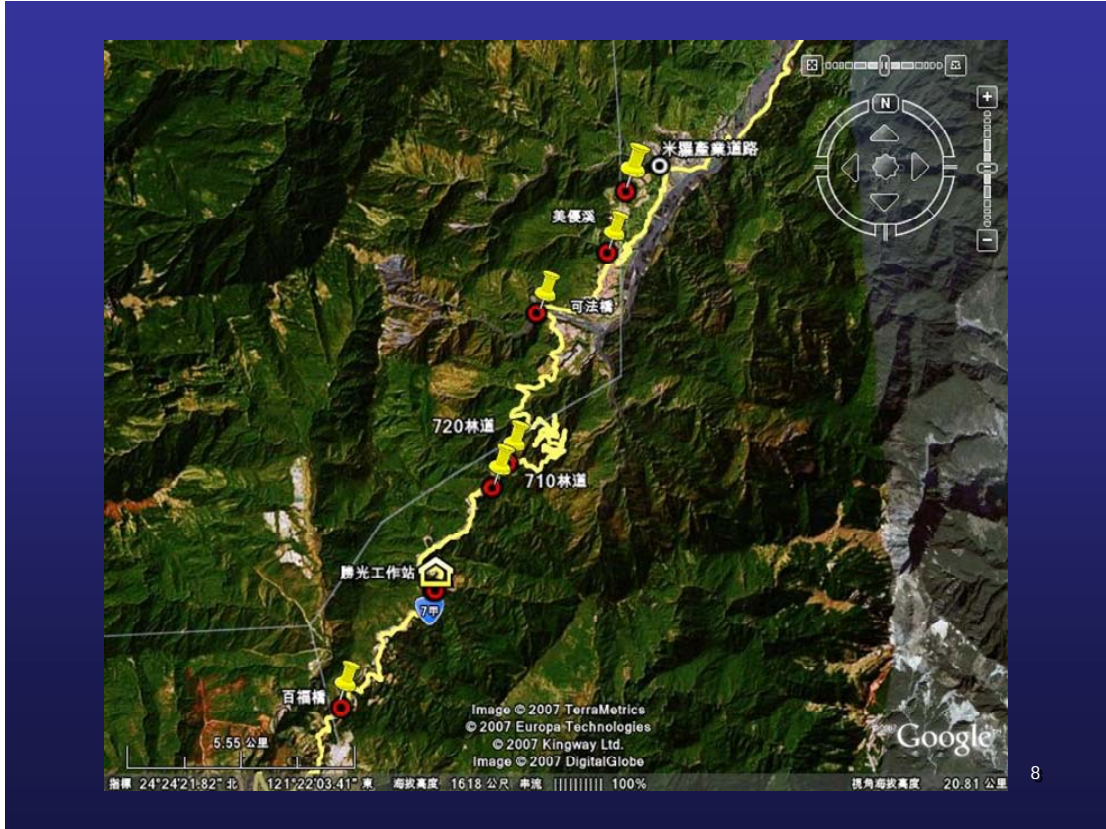 N
米羅產業道路
美優溪
可法橋
720林道
710林道
勝光工作站
7甲
百福橋
Image © 2007 TerraMetrics
© 2007 Europa Technologies
© 2007 Kingway Ltd.
Image © 2007 DigitalGlobe
©2007 Google™
5.55 公里
指標 24°24'21.82" 北 121°22'03.41" 東 海拔高度 1618 公尺 串流 |||||||||| 100% 視角海拔高度 20.81 公里
8